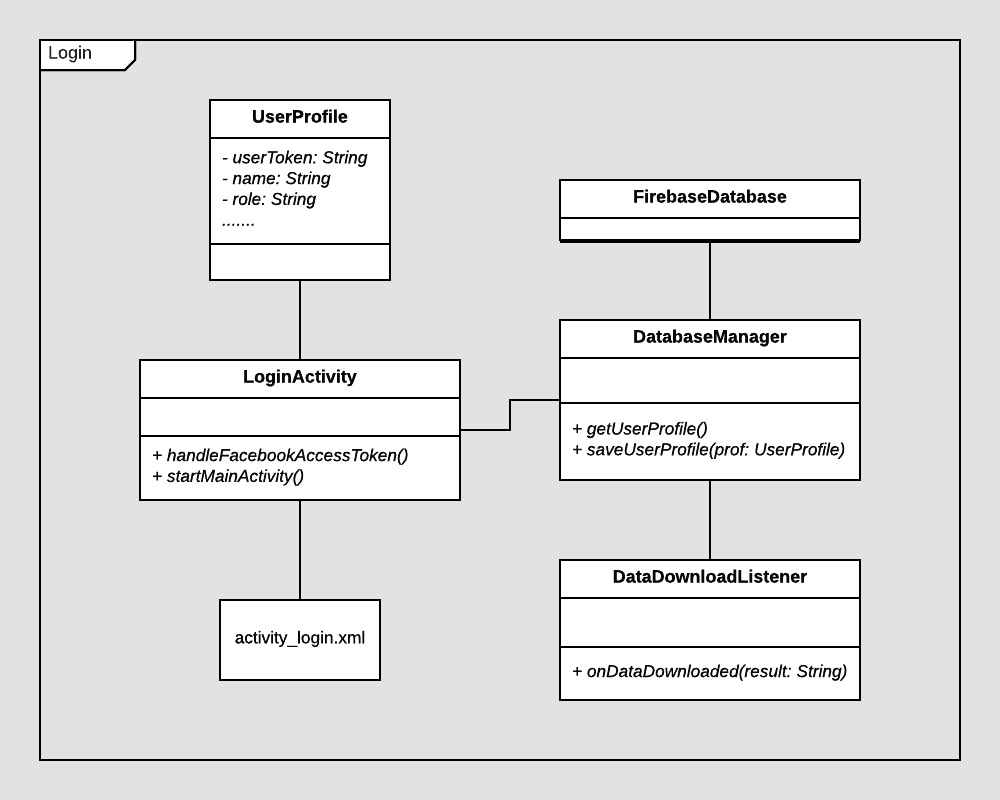 Login
UserProfile
- userToken: String
- name: String
- role: String
.......
FirebaseDatabase
DatabaseManager
+ getUserProfile()
+ saveUserProfile(prof: UserProfile)
LoginActivity
+ handleFacebookAccessToken()
+ startMainActivity()
DataDownloadListener
+ onDataDownloaded(result: String)
activity_login.xml